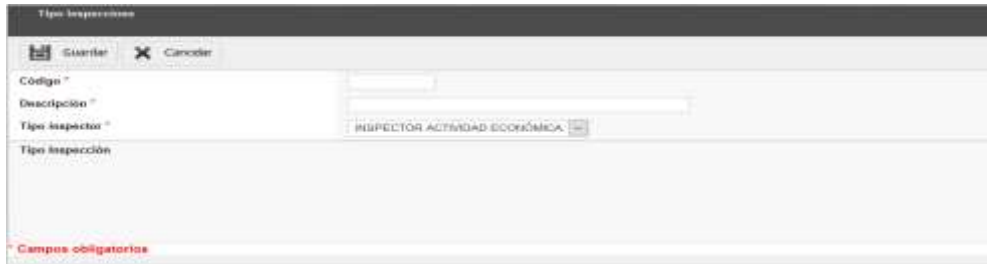 Tipo Inspecciones
Guardar Cancelar
Código *
Descripción *
Tipo inspector * INSPECTOR ACTIVIDAD ECONÓMICA
Tipo Inspección
* Campos obligatorios